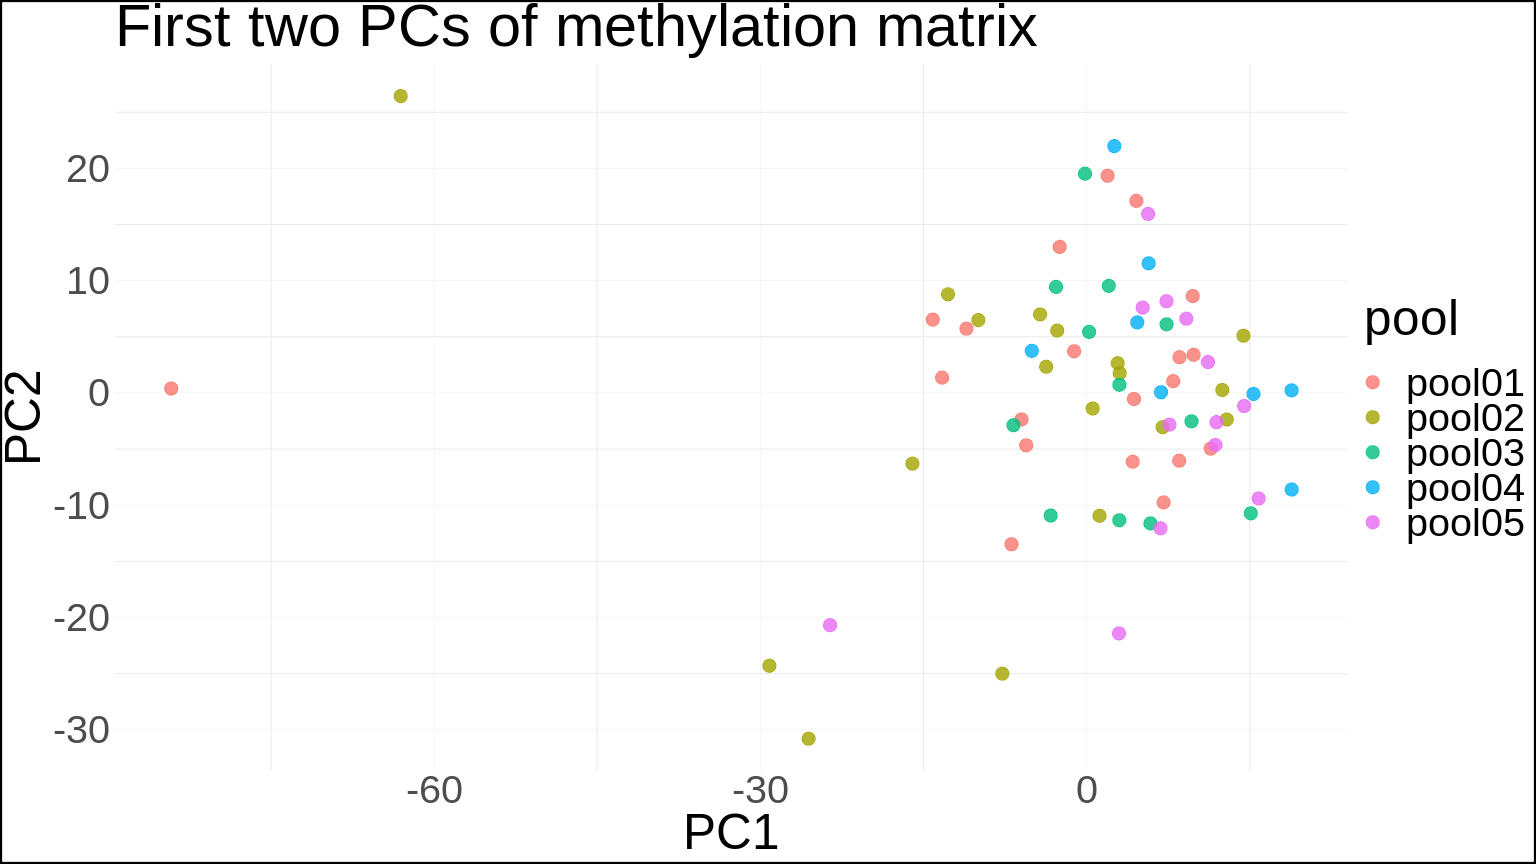 First two PCs of methylation matrix
20
10
0
-10
-20
-30
PC2
-60
-30
0
PC1
pool
pool01
pool02
pool03
pool04
pool05